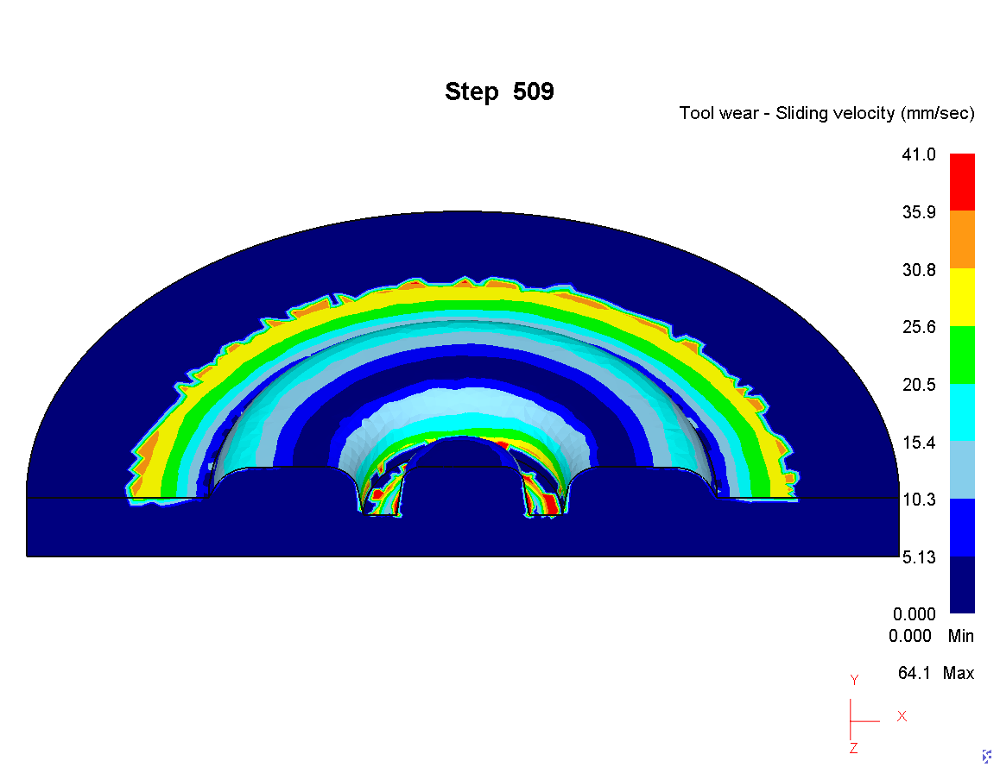 Step 509
Tool wear - Sliding velocity (mm/sec)
41.0
35.9
30.8
25.6
20.5
15.4
10.3
5.13
0.000
0.000 Min
64.1 Max
Y
X
Z